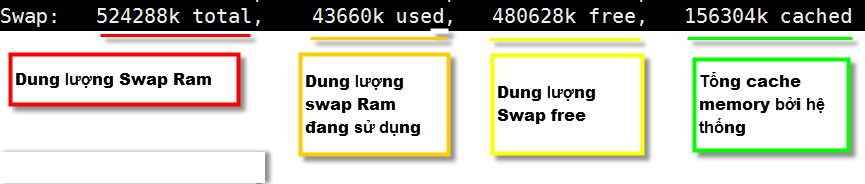 Swap: 524288k total, 43660k used, 480628k free, 156304k cached
Dung lượng Swap Ram
Dung lượng
swap Ram
đang sử dụng
Dung lượng
Swap free
Tổng cache
memory bởi hệ
thống